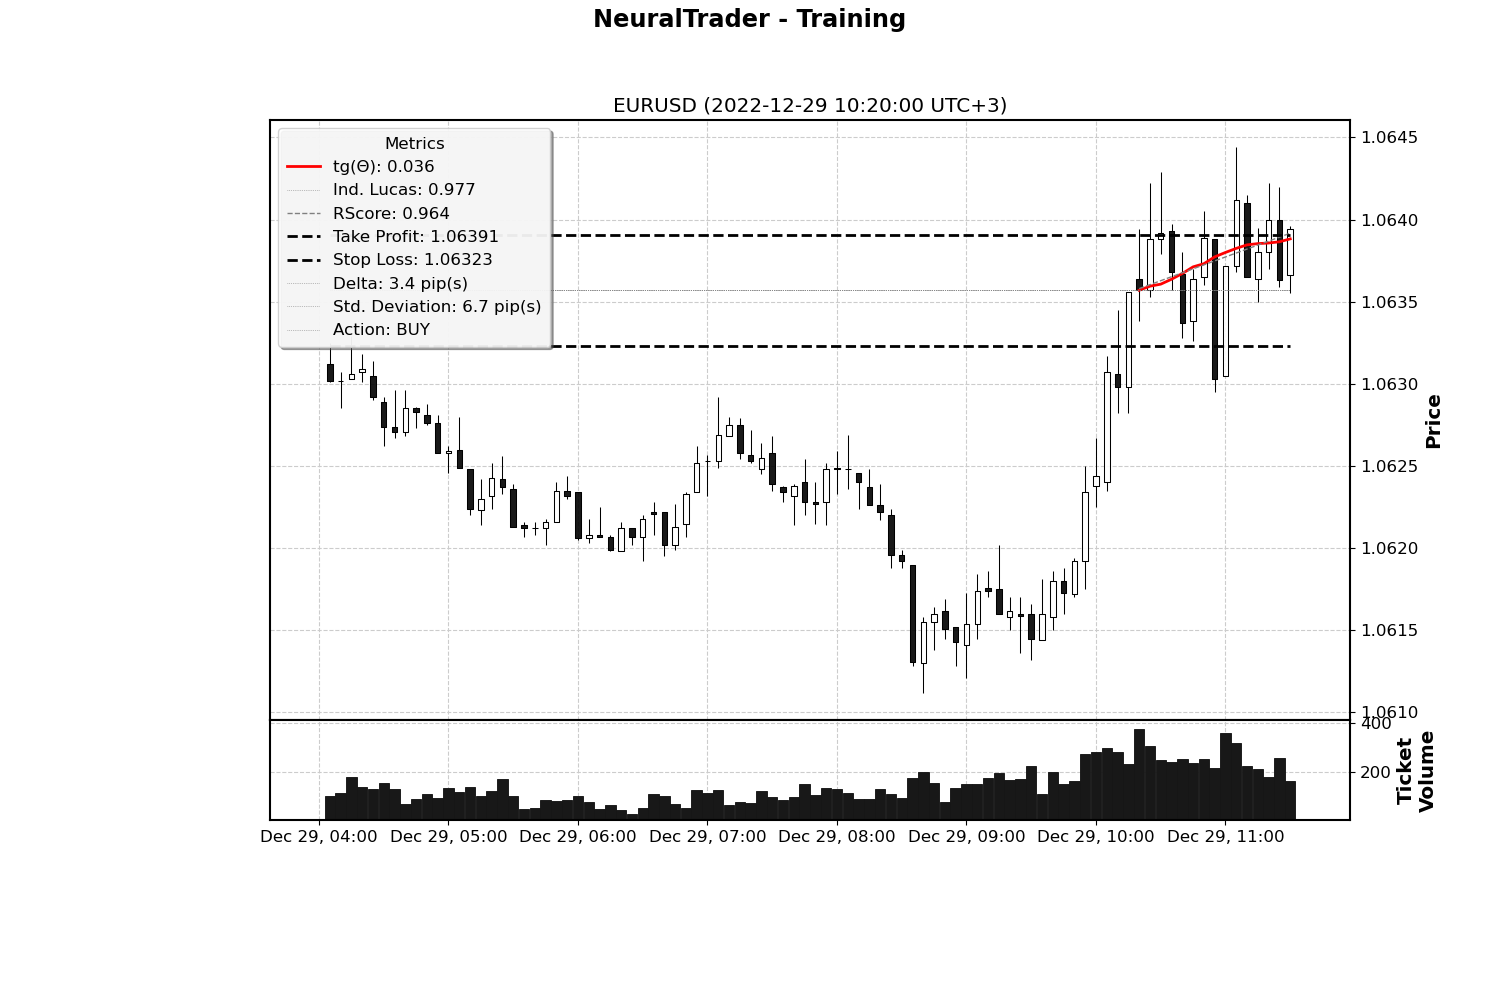 NeuralTrader - Training
EURUSD (2022-12-29 10:20:00 UTC+3)
Metrics
tg(Θ): 0.036
Ind. Lucas: 0.977
RScore: 0.964
Take Profit: 1.06391
Stop Loss: 1.06323
Delta: 3.4 pip(s)
Std. Deviation: 6.7 pip(s)
Action: BUY
1.0645
1.0640
1.0635
1.0630
1.0625
1.0620
1.0615
1.0610
Price
400
200
Ticket
Volume
Dec 29, 04:00 Dec 29, 05:00 Dec 29, 06:00 Dec 29, 07:00 Dec 29, 08:00 Dec 29, 09:00 Dec 29, 10:00 Dec 29, 11:00